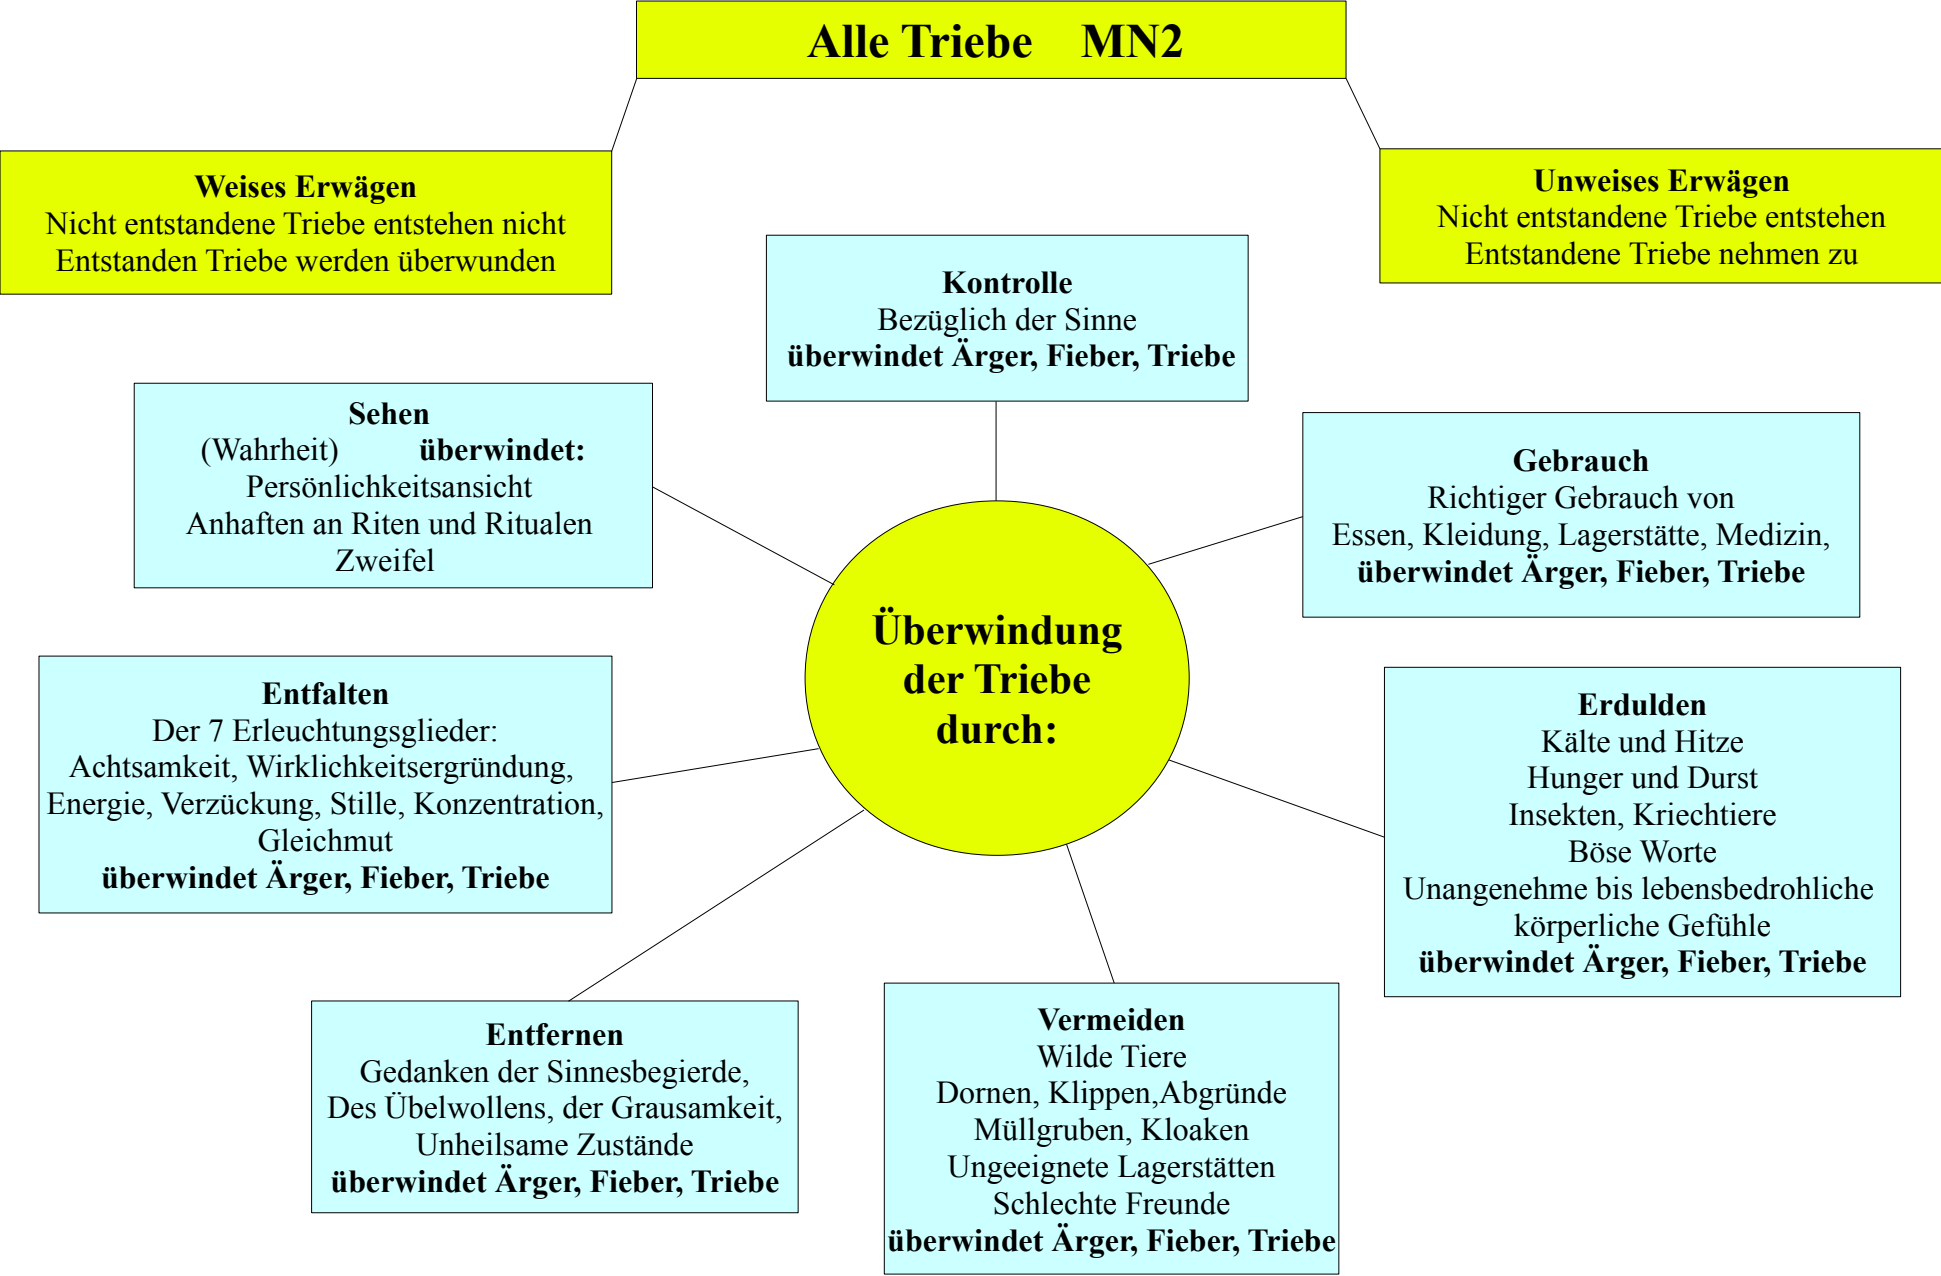 Alle Triebe MN2
Weises Erwägen
Nicht entstandene Triebe entstehen nicht
Entstanden Triebe werden überwunden
Unweises Erwägen
Nicht entstandene Triebe entstehen
Entstandene Triebe nehmen zu
Kontrolle
Bezüglich der Sinne
überwindet Ärger, Fieber, Triebe
Sehen
(Wahrheit) überwindet:
Persönlichkeitsansicht
Anhaften an Riten und Ritualen
Zweifel
Gebrauch
Richtiger Gebrauch von
Essen, Kleidung, Lagerstätte, Medizin,
überwindet Ärger, Fieber, Triebe
Überwindung
der Triebe
durch:
Entfalten
Der 7 Erleuchtungsglieder:
Achtsamkeit, Wirklichkeitsergründung,
Energie, Verzückung, Stille, Konzentration,
Gleichmut
überwindet Ärger, Fieber, Triebe
Erdulden
Kälte und Hitze
Hunger und Durst
Insekten, Kriechtiere
Böse Worte
Unangenehme bis lebensbedrohliche
körperliche Gefühle
überwindet Ärger, Fieber, Triebe
Entfernen
Gedanken der Sinnesbegierde,
Des Übelwollens, der Grausamkeit,
Unheilsame Zustände
überwindet Ärger, Fieber, Triebe
Vermeiden
Wilde Tiere
Dornen, Klippen,Abgründe
Müllgruben, Kloaken
Ungeeignete Lagerstätten
Schlechte Freunde
überwindet Ärger, Fieber, Triebe